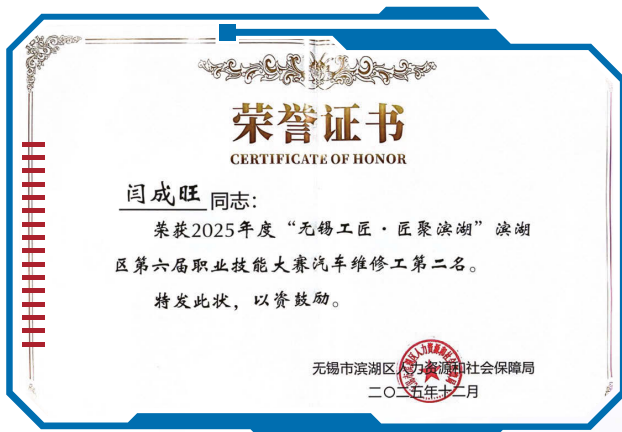 荣誉证书
CERTIFICATE OF HONOR
闫成旺 同志：
荣获2025年度“无锡工匠·匠聚滨湖”滨湖
区第六届职业技能大赛汽车维修工第二名。
特发此状，以资鼓励。
无锡市滨湖区人力资源和社会保障局
二〇二五年十二月